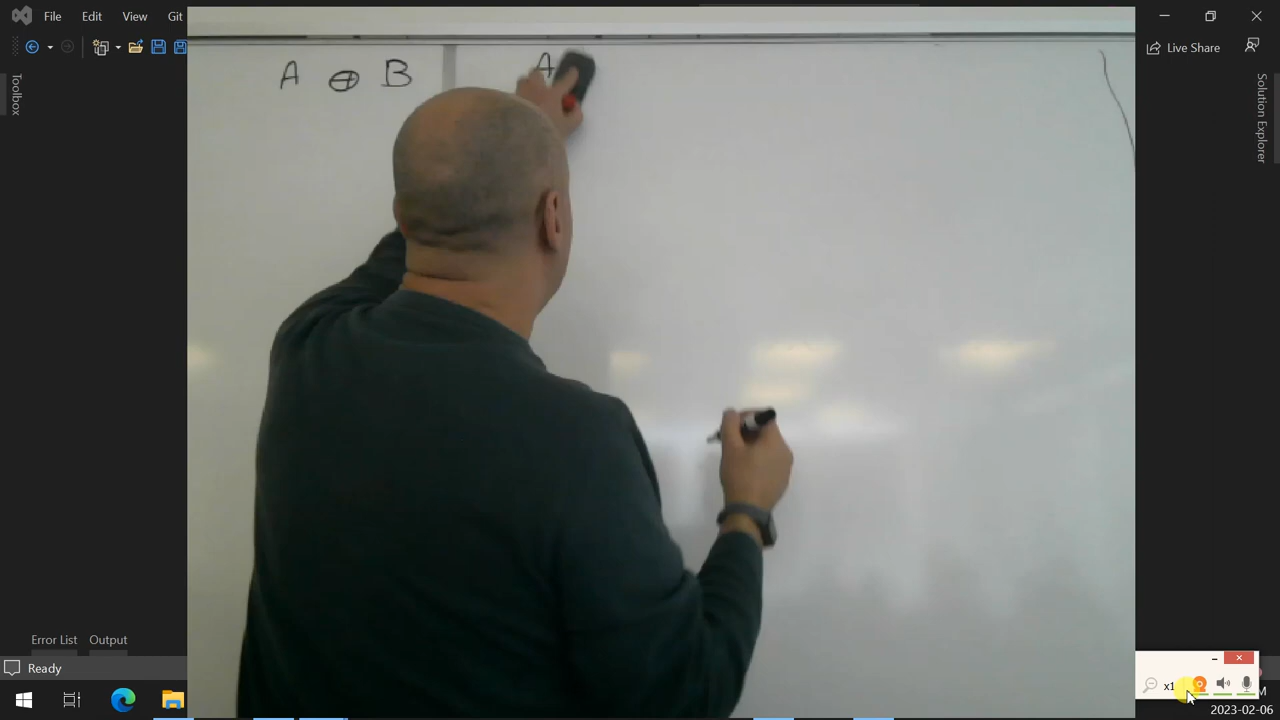 File Edit View Git
Live Share
Toolbox
Solution Explorer
A ⊕ B A
Error List Output
Ready
x1
M
2023-02-06